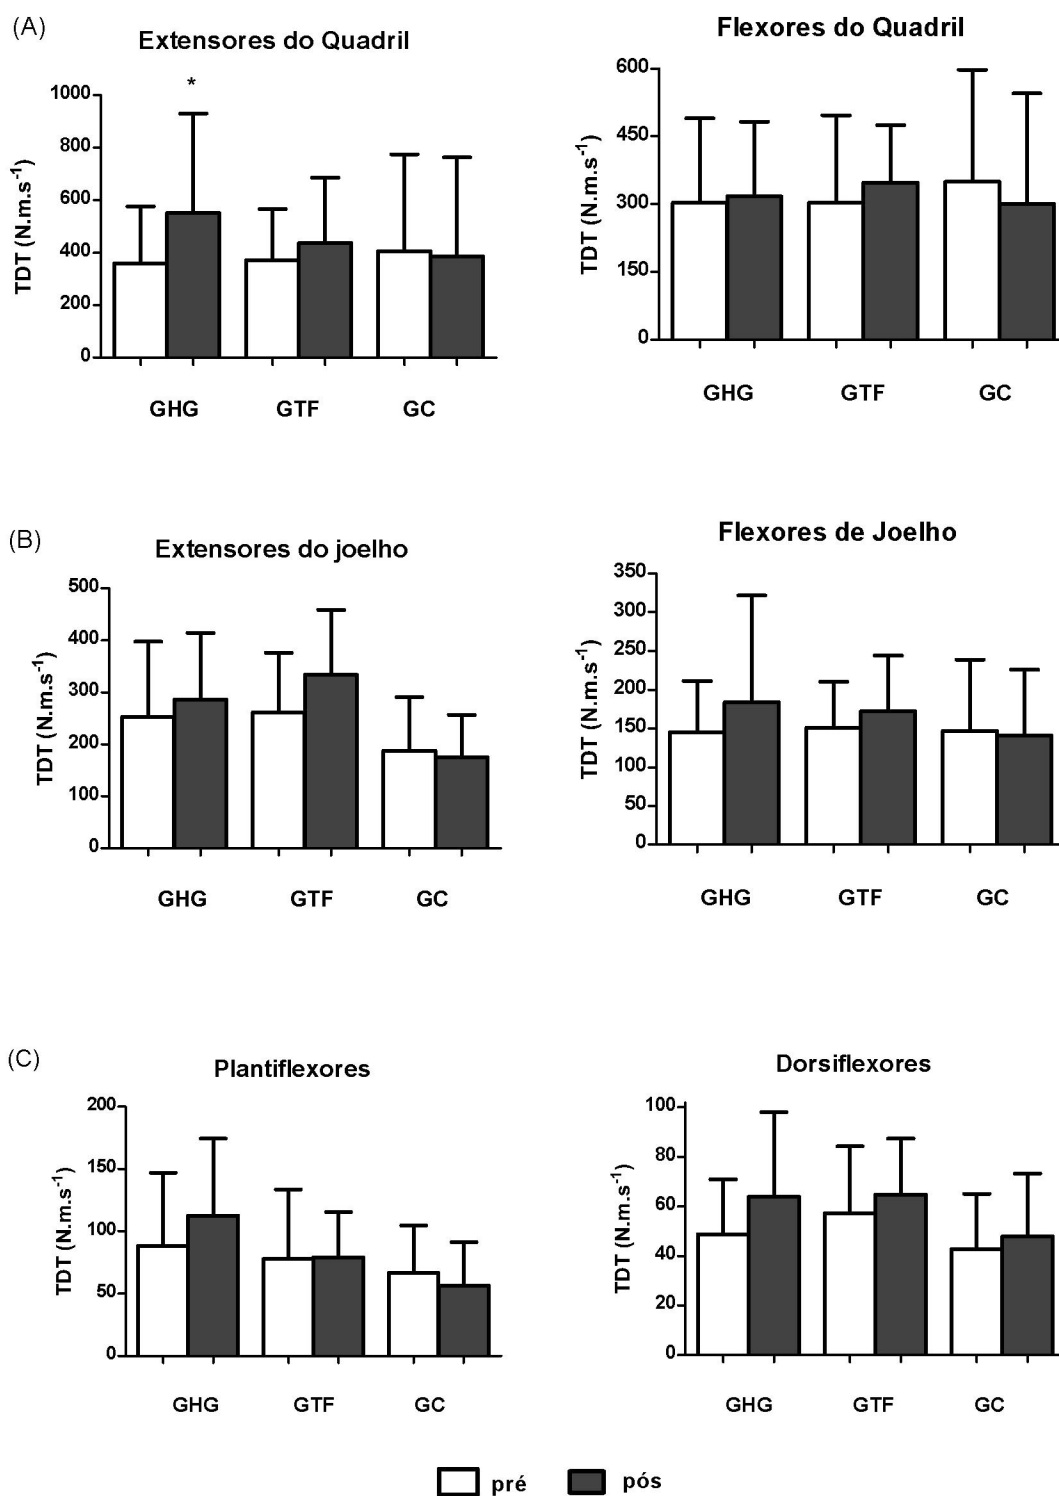 (A)
Extensores do Quadril
*
1000
800
600
400
200
0
TDT (N.m.s-1)
GHG GTF GC
Flexores do Quadril
600
450
300
150
0
TDT (N.m.s-1)
GHG GTF GC
(B)
Extensores do joelho
500
400
300
200
100
0
TDT (N.m.s-1)
GHG GTF GC
Flexores de Joelho
350
300
250
200
150
100
50
0
TDT (N.m.s-1)
GHG GTF GC
(C)
Plantiflexores
200
150
100
50
0
TDT (N.m.s-1)
GHG GTF GC
Dorsiflexores
100
80
60
40
20
0
TDT (N.m.s-1)
GHG GTF GC
pré pós